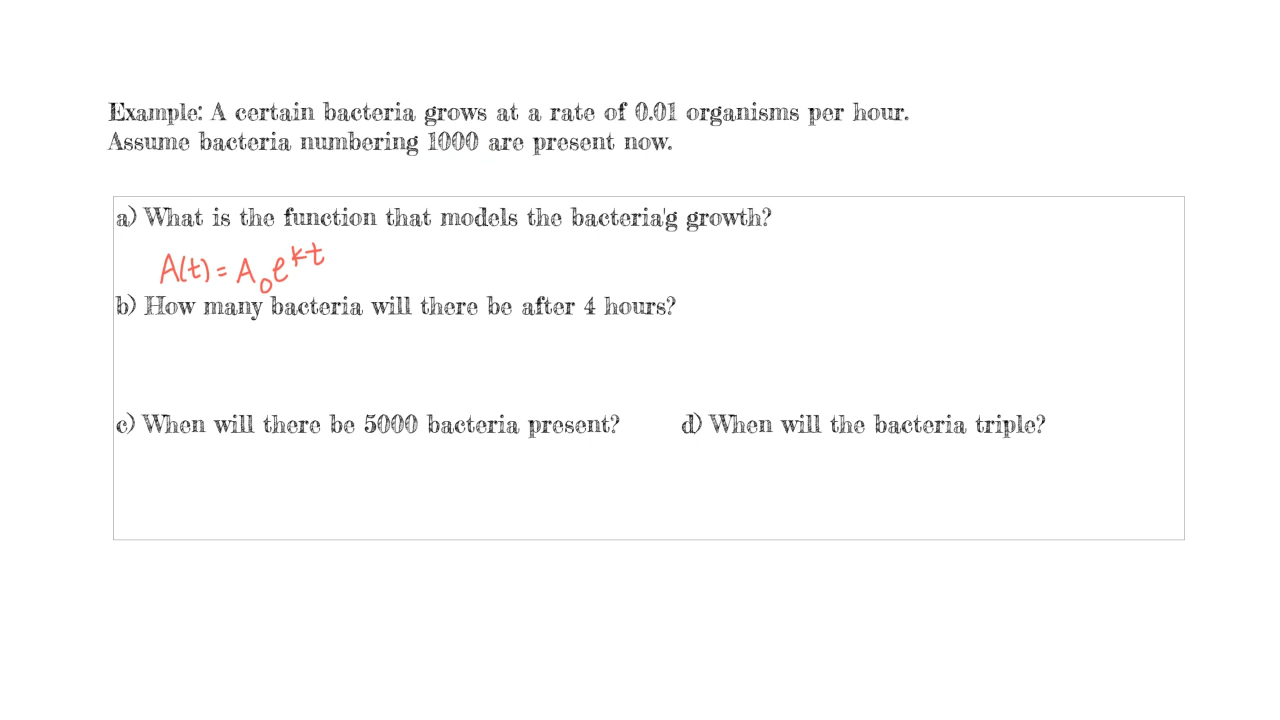 Example: A certain bacteria grows at a rate of 0.01 organisms per hour.
Assume bacteria numbering 1000 are present now.
a) What is the function that models the bacteria'g growth?
A(t) = A₀e^kt
b) How many bacteria will there be after 4 hours?
c) When will there be 5000 bacteria present?
d) When will the bacteria triple?